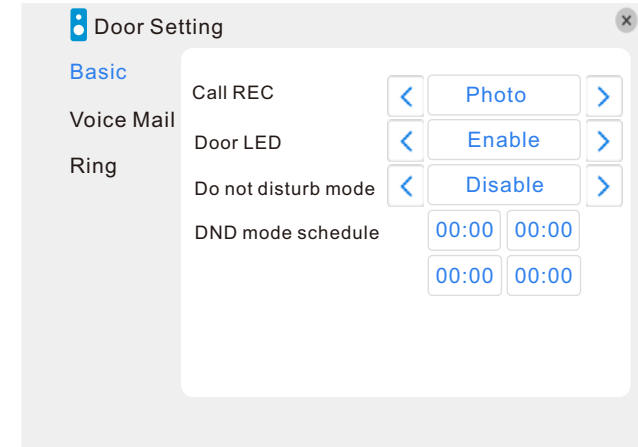 Door Setting
Basic
Voice Mail
Ring
Call REC Photo
Door LED Enable
Do not disturb mode Disable
DND mode schedule 00:00 00:00
00:00 00:00